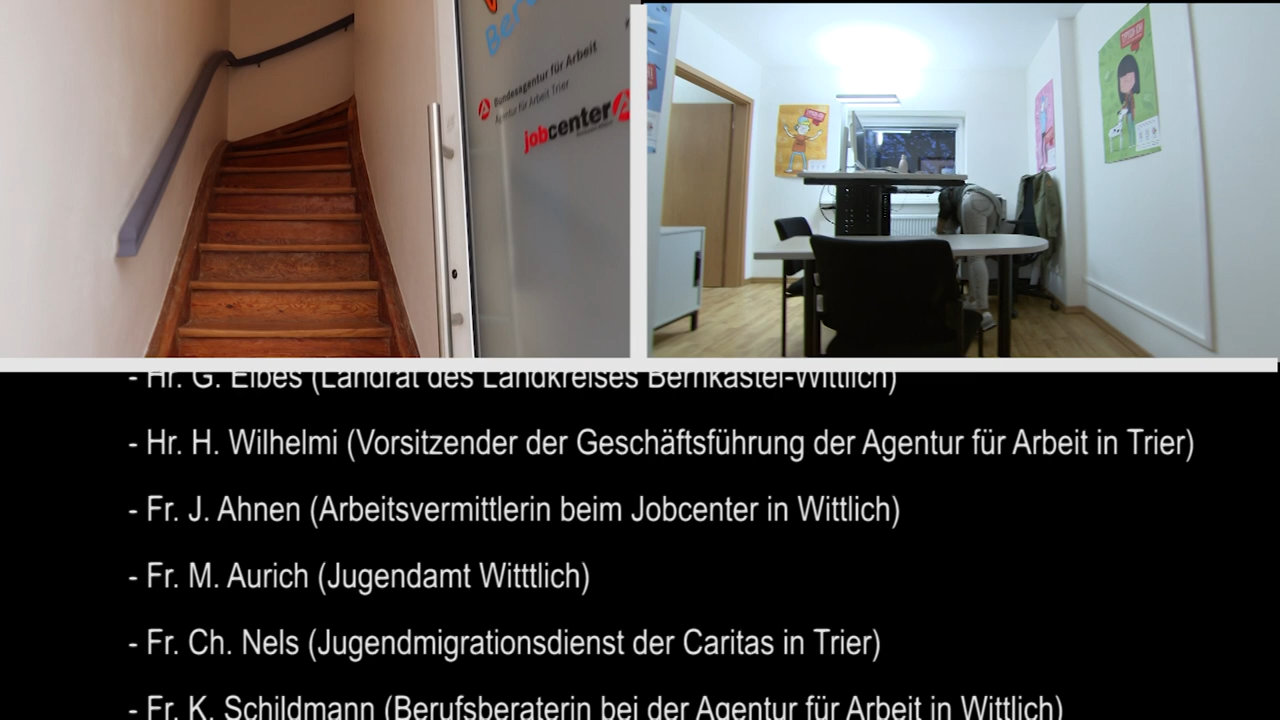 Bundesagentur für Arbeit
Agentur für Arbeit Trier
jobcenter
- Hr. G. Eibes (Landrat des Landkreises Bernkastel-Wittlich)
- Hr. H. Wilhelmi (Vorsitzender der Geschäftsführung der Agentur für Arbeit in Trier)
- Fr. J. Ahnen (Arbeitsvermittlerin beim Jobcenter in Wittlich)
- Fr. M. Aurich (Jugendamt Witttlich)
- Fr. Ch. Nels (Jugendmigrationsdienst der Caritas in Trier)
- Fr. K. Schildmann (Berufsberaterin bei der Agentur für Arbeit in Wittlich)